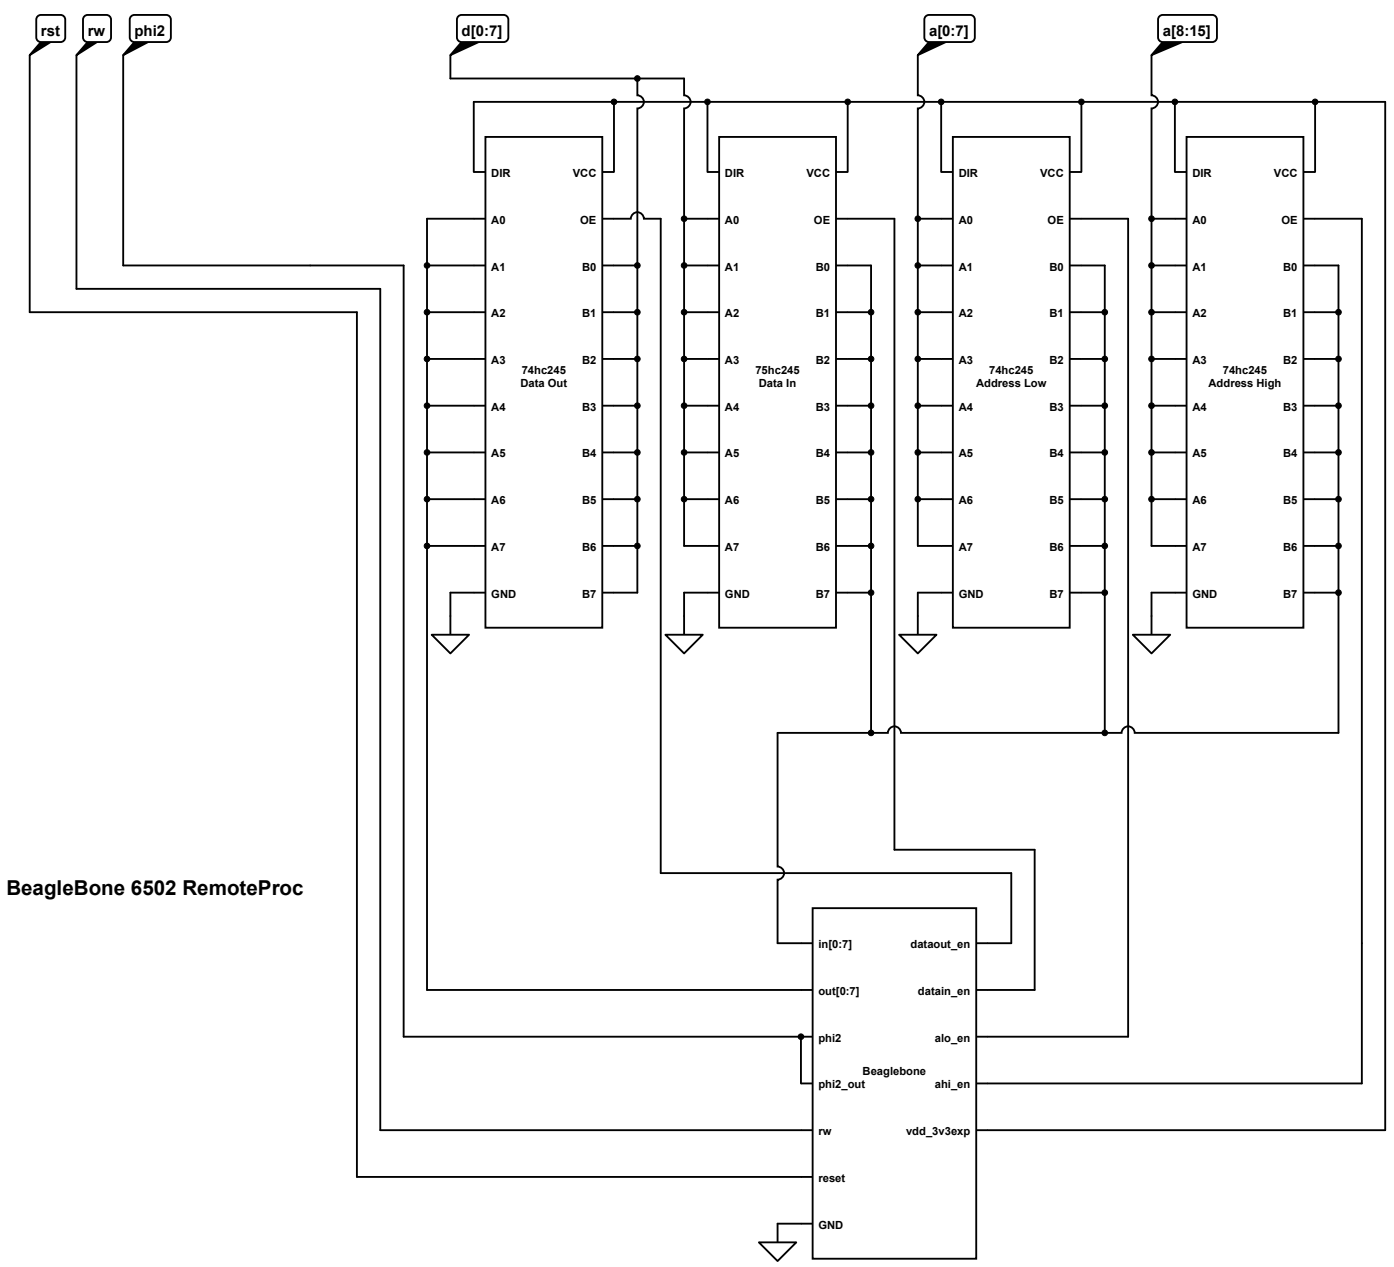 rst rw phi2 d[0:7] a[0:7] a[8:15]
DIR VCC DIR VCC DIR VCC DIR VCC
A0 OE A0 OE A0 OE A0 OE
A1 B0 A1 B0 A1 B0 A1 B0
A2 B1 A2 B1 A2 B1 A2 B1
A3 B2 A3 B2 A3 B2 A3 B2
74hc245 75hc245 74hc245 74hc245
Data Out Data In Address Low Address High
A4 B3 A4 B3 A4 B3 A4 B3
A5 B4 A5 B4 A5 B4 A5 B4
A6 B5 A6 B5 A6 B5 A6 B5
A7 B6 A7 B6 A7 B6 A7 B6
GND B7 GND B7 GND B7 GND B7
BeagleBone 6502 RemoteProc
in[0:7] dataout_en
out[0:7] datain_en
phi2 alo_en
Beaglebone
phi2_out ahi_en
rw vdd_3v3exp
reset
GND